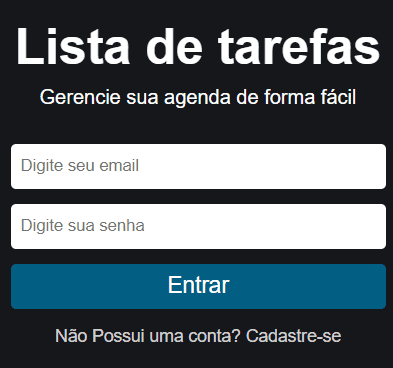 Lista de tarefas
Gerencie sua agenda de forma fácil
Digite seu email
Digite sua senha
Entrar
Não Possui uma conta? Cadastre-se